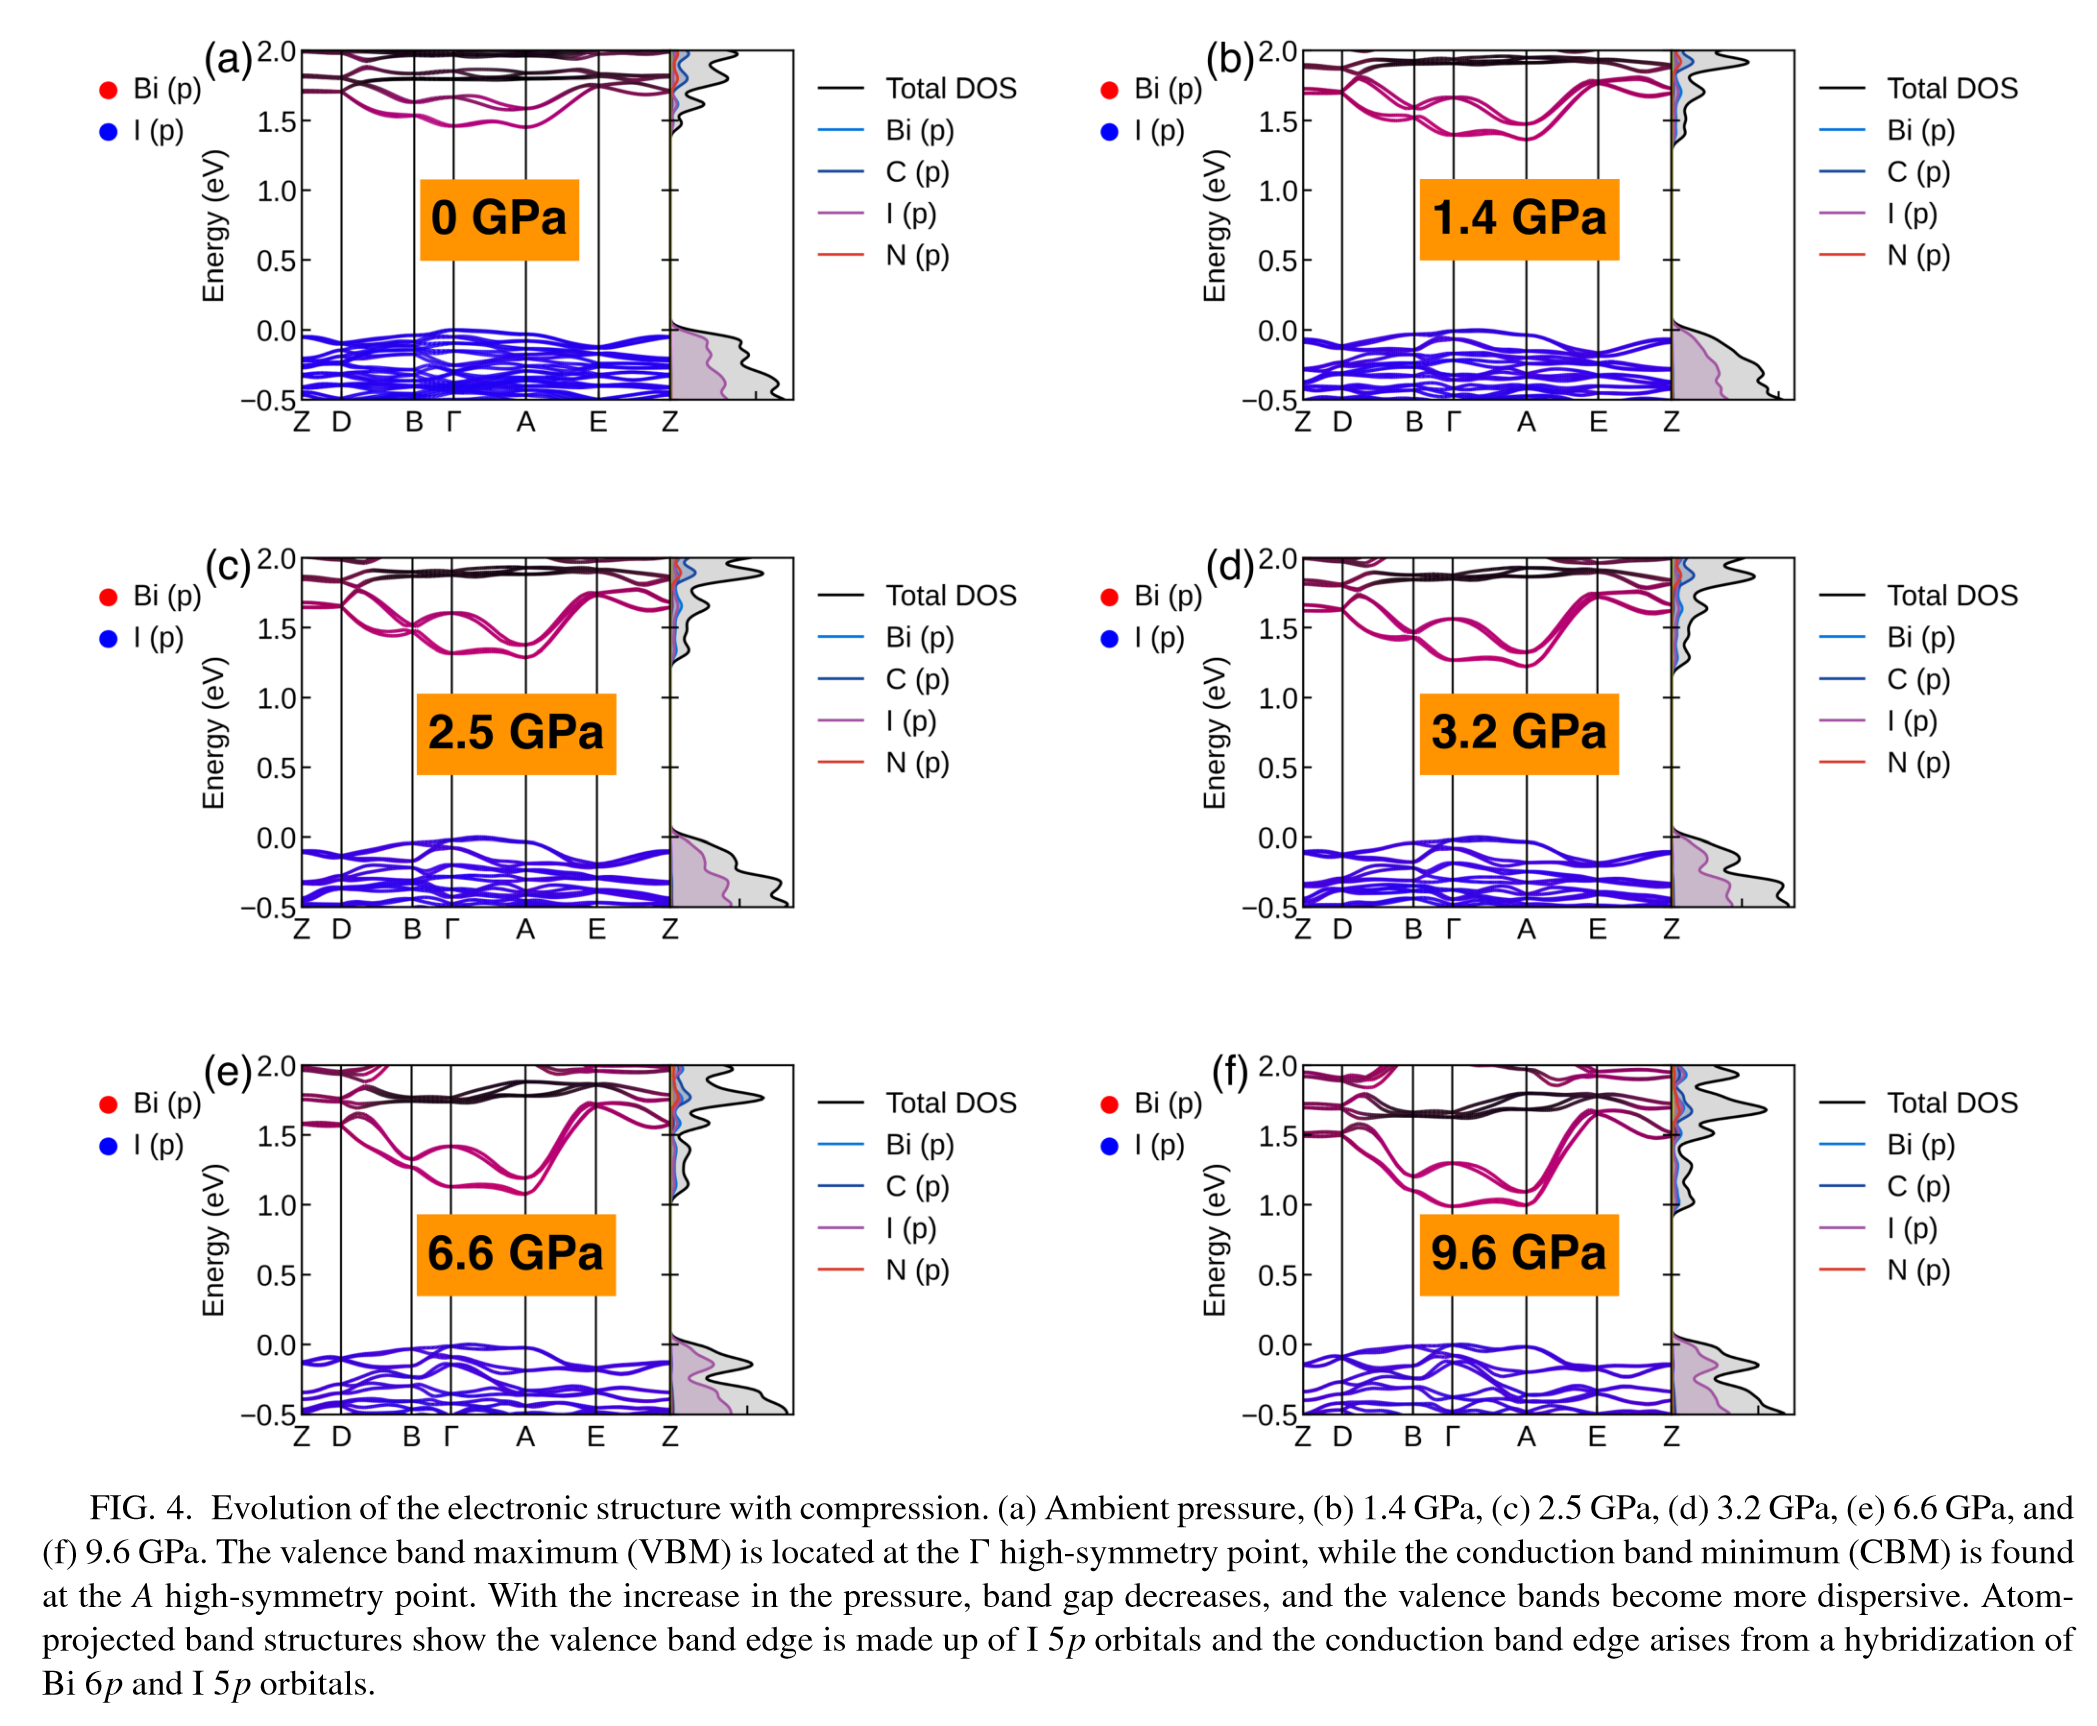 (a)
Bi (p)
I (p)
Energy (eV)
2.0
1.5
1.0
0.5
0.0
−0.5
0 GPa
Z D B Γ A E Z
Total DOS
Bi (p)
C (p)
I (p)
N (p)
(b)
Bi (p)
I (p)
Energy (eV)
2.0
1.5
1.0
0.5
0.0
−0.5
1.4 GPa
Z D B Γ A E Z
Total DOS
Bi (p)
C (p)
I (p)
N (p)
(c)
Bi (p)
I (p)
Energy (eV)
2.0
1.5
1.0
0.5
0.0
−0.5
2.5 GPa
Z D B Γ A E Z
Total DOS
Bi (p)
C (p)
I (p)
N (p)
(d)
Bi (p)
I (p)
Energy (eV)
2.0
1.5
1.0
0.5
0.0
−0.5
3.2 GPa
Z D B Γ A E Z
Total DOS
Bi (p)
C (p)
I (p)
N (p)
(e)
Bi (p)
I (p)
Energy (eV)
2.0
1.5
1.0
0.5
0.0
−0.5
6.6 GPa
Z D B Γ A E Z
Total DOS
Bi (p)
C (p)
I (p)
N (p)
(f)
Bi (p)
I (p)
Energy (eV)
2.0
1.5
1.0
0.5
0.0
−0.5
9.6 GPa
Z D B Γ A E Z
Total DOS
Bi (p)
C (p)
I (p)
N (p)
FIG. 4. Evolution of the electronic structure with compression. (a) Ambient pressure, (b) 1.4 GPa, (c) 2.5 GPa, (d) 3.2 GPa, (e) 6.6 GPa, and
(f) 9.6 GPa. The valence band maximum (VBM) is located at the Γ high-symmetry point, while the conduction band minimum (CBM) is found
at the A high-symmetry point. With the increase in the pressure, band gap decreases, and the valence bands become more dispersive. Atom-
projected band structures show the valence band edge is made up of I 5p orbitals and the conduction band edge arises from a hybridization of
Bi 6p and I 5p orbitals.